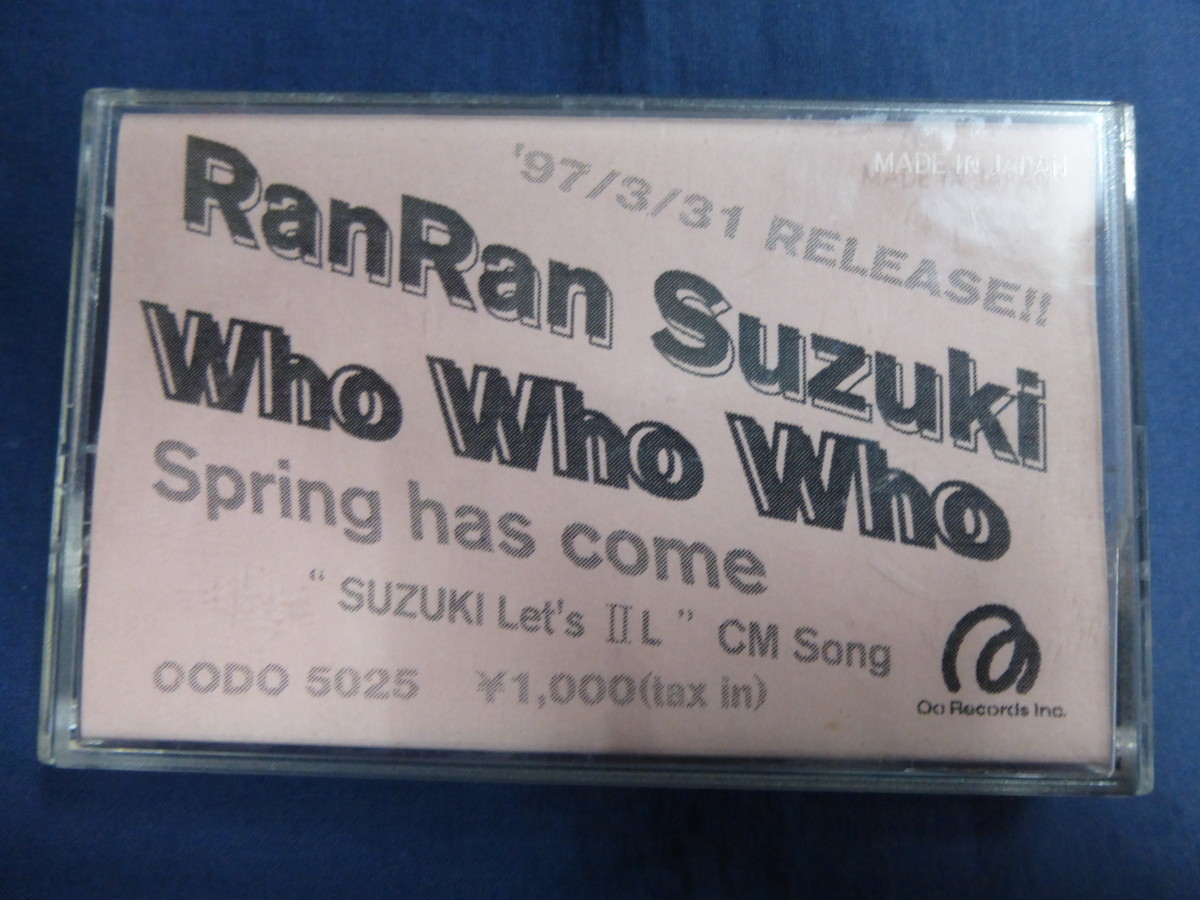 MADE IN JAPAN
'97/3/31 RELEASE!!
RanRan Suzuki
Who Who Who
Spring has come
“ SUZUKI Let's Ⅱ L ” CM Song
OODO 5025 ¥1,000(tax in)
Oo Records Inc.